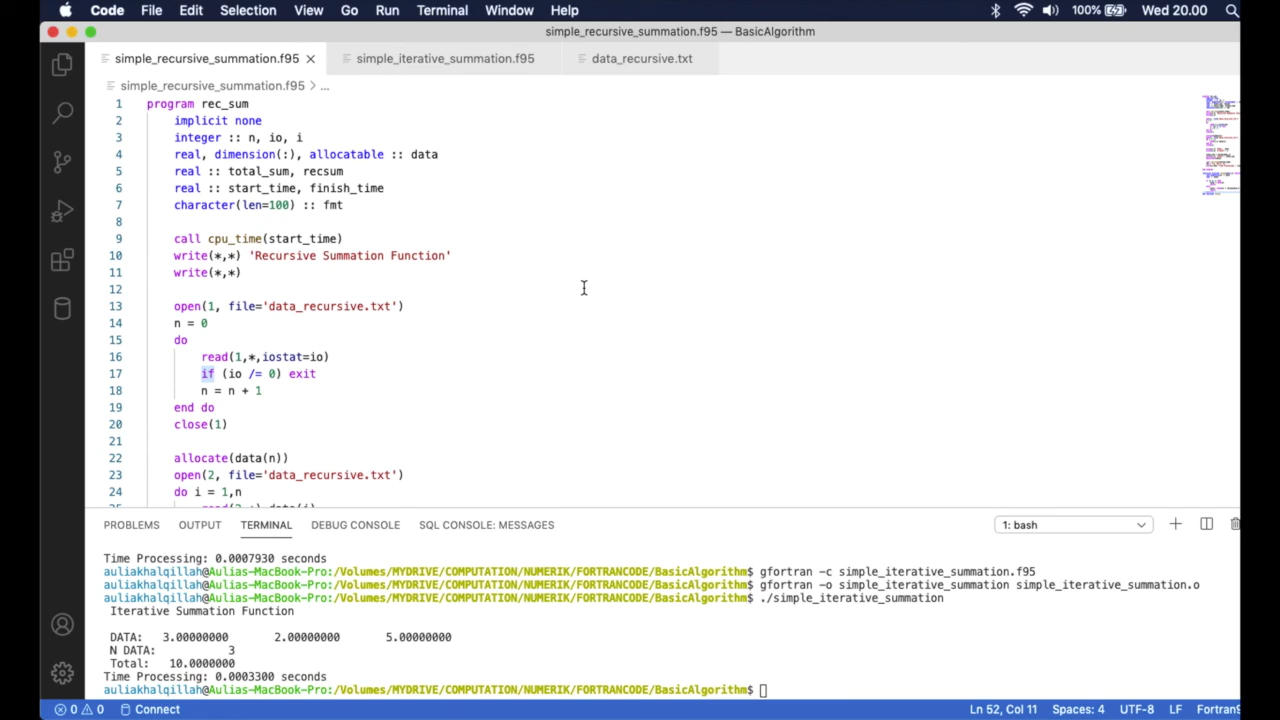 Code File Edit Selection View Go Run Terminal Window Help 100% Wed 20.00
simple_recursive_summation.f95 — BasicAlgorithm
simple_recursive_summation.f95 simple_iterative_summation.f95 data_recursive.txt
simple_recursive_summation.f95 > ...
1 program rec_sum
2 implicit none
3 integer :: n, io, i
4 real, dimension(:), allocatable :: data
5 real :: total_sum, recsum
6 real :: start_time, finish_time
7 character(len=100) :: fmt
8
9 call cpu_time(start_time)
10 write(*,*) 'Recursive Summation Function'
11 write(*,*)
12
13 open(1, file='data_recursive.txt')
14 n = 0
15 do
16 read(1,*,iostat=io)
17 if (io /= 0) exit
18 n = n + 1
19 end do
20 close(1)
21
22 allocate(data(n))
23 open(2, file='data_recursive.txt')
24 do i = 1,n
PROBLEMS OUTPUT TERMINAL DEBUG CONSOLE SQL CONSOLE: MESSAGES 1: bash
Time Processing: 0.0007930 seconds
auliakhalqillah@Aulias-MacBook-Pro:/Volumes/MYDRIVE/COMPUTATION/NUMERIK/FORTRANCODE/BasicAlgorithm$ gfortran -c simple_iterative_summation.f95
auliakhalqillah@Aulias-MacBook-Pro:/Volumes/MYDRIVE/COMPUTATION/NUMERIK/FORTRANCODE/BasicAlgorithm$ gfortran -o simple_iterative_summation simple_iterative_summation.o
auliakhalqillah@Aulias-MacBook-Pro:/Volumes/MYDRIVE/COMPUTATION/NUMERIK/FORTRANCODE/BasicAlgorithm$ ./simple_iterative_summation
Iterative Summation Function
DATA: 3.00000000 2.00000000 5.00000000
N DATA: 3
Total: 10.0000000
Time Processing: 0.0003300 seconds
auliakhalqillah@Aulias-MacBook-Pro:/Volumes/MYDRIVE/COMPUTATION/NUMERIK/FORTRANCODE/BasicAlgorithm$
0 0 Connect Ln 52, Col 11 Spaces: 4 UTF-8 LF Fortran9